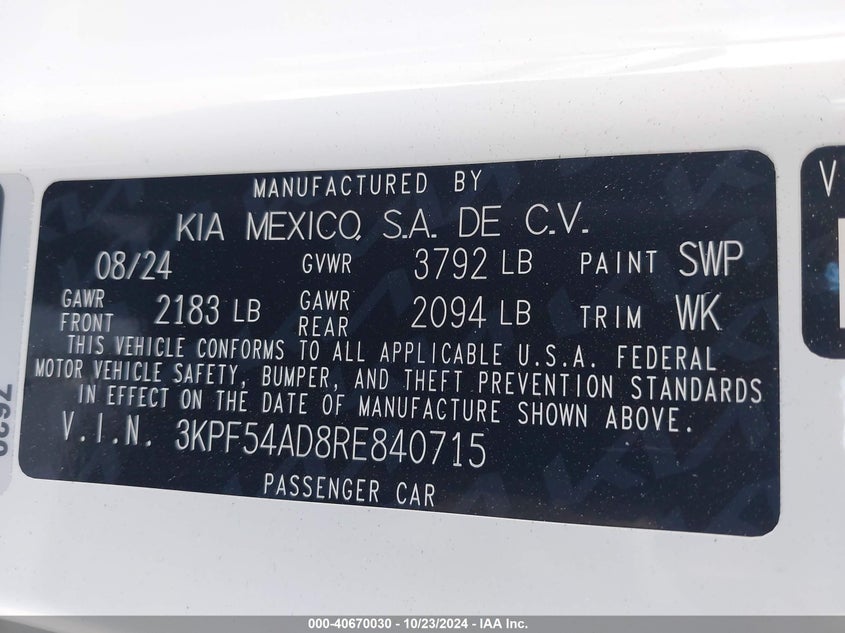 MANUFACTURED BY
KIA MEXICO, S.A. DE C.V.
08/24 GVWR 3792 LB PAINT SWP
GAWR FRONT 2183 LB GAWR REAR 2094 LB TRIM WK
THIS VEHICLE CONFORMS TO ALL APPLICABLE U.S.A. FEDERAL
MOTOR VEHICLE SAFETY, BUMPER, AND THEFT PREVENTION STANDARDS
IN EFFECT ON THE DATE OF MANUFACTURE SHOWN ABOVE.
V.I.N. 3KPF54AD8RE840715
PASSENGER CAR
V
000-40670030 - 10/23/2024 - IAA Inc.